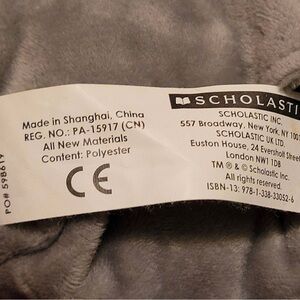 SCHOLASTI
SCHOLASTIC INC.
557 Broadway, New York, NY 100
SCHOLASTIC UK LTD.
Euston House, 24 Eversholt Street
London NW1 1DB
TM ® & © Scholastic Inc.
All rights reserved.
ISBN-13: 978-1-338-33052-6
Made in Shanghai, China
REG. NO.: PA-15917 (CN)
All New Materials
Content: Polyester
CE
PO# 598619